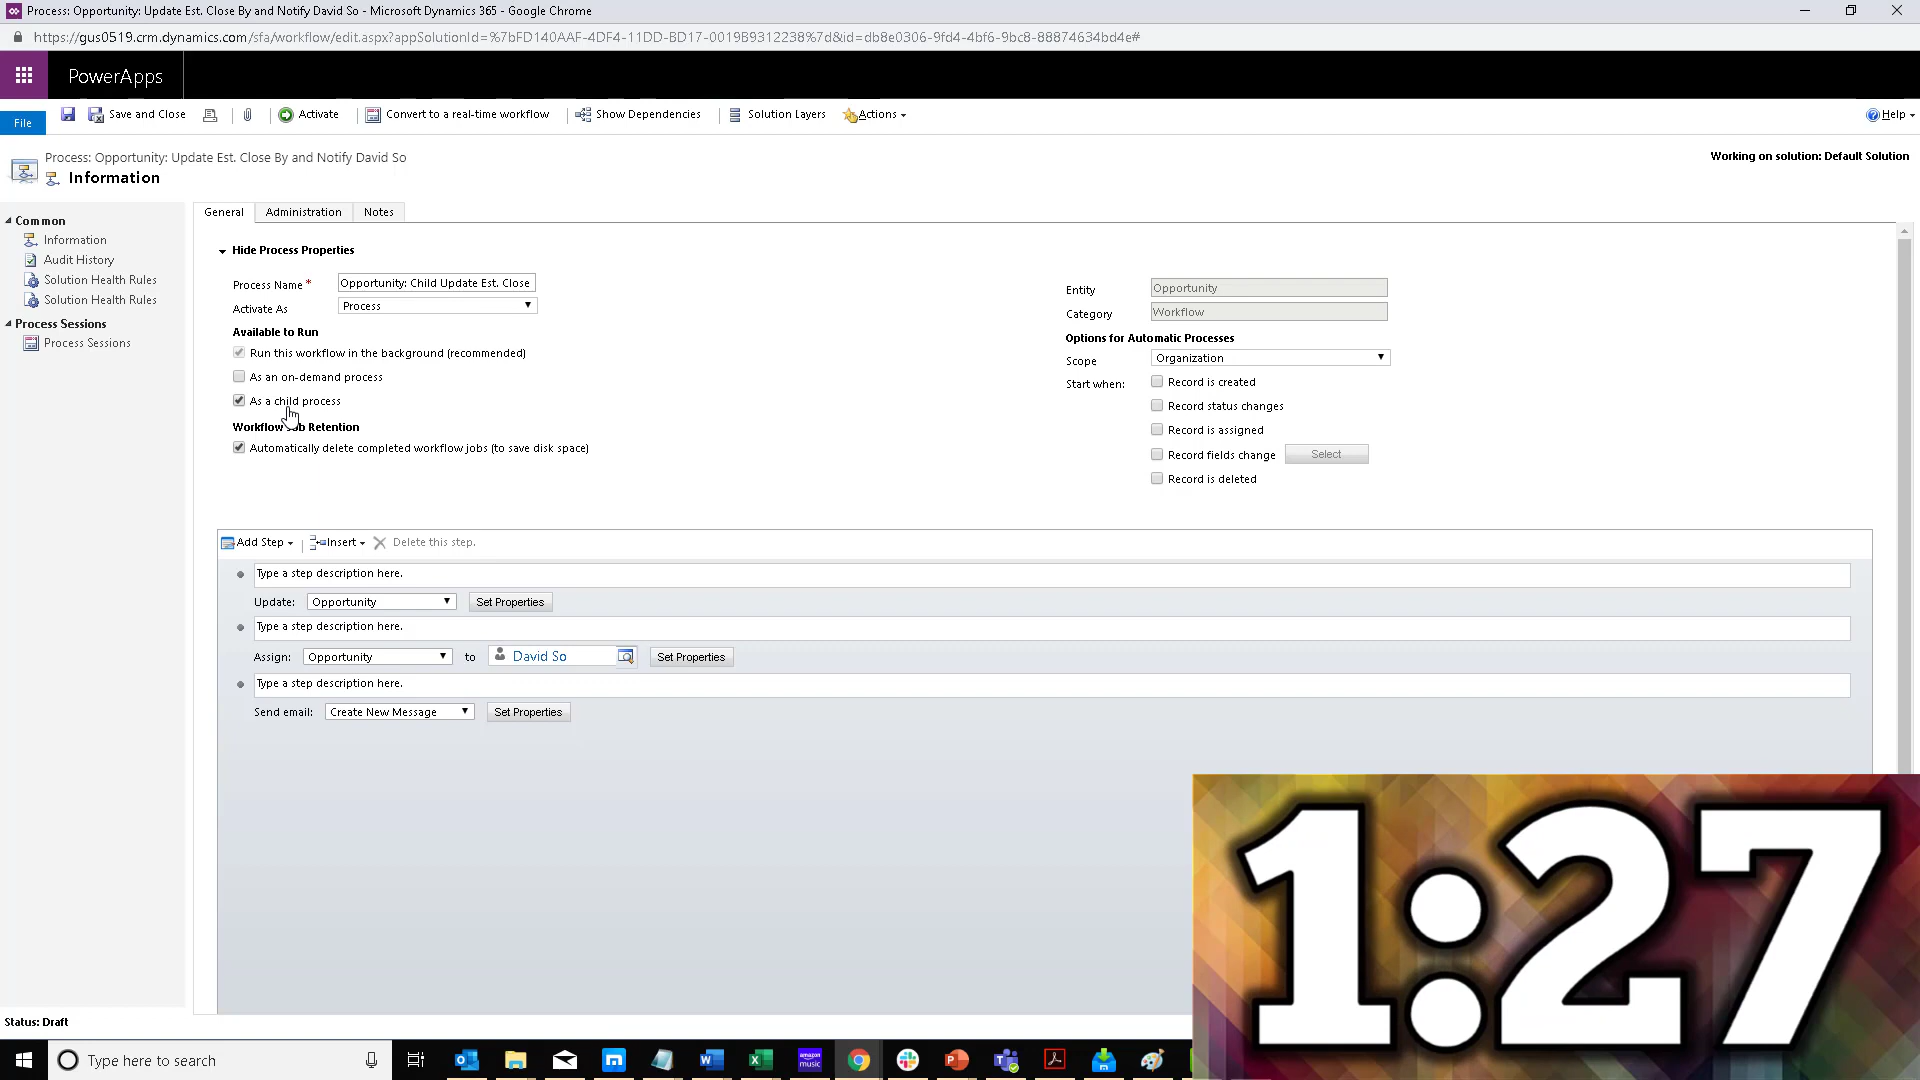 Process: Opportunity: Update Est. Close By and Notify David So - Microsoft Dynamics 365 - Google Chrome
https://gus0519.crm.dynamics.com/sfa/workflow/edit.aspx?appSolutionId=%7bFD140AAF-4DF4-11DD-BD17-0019B9312238%7d&id=db8e0306-9fd4-4bf6-9bc8-88874634bd4e#
PowerApps
File
Save and Close
Activate
Convert to a real-time workflow
Show Dependencies
Solution Layers
Actions
Help
Process: Opportunity: Update Est. Close By and Notify David So
Information
Working on solution: Default Solution
Common
Information
Audit History
Solution Health Rules
Solution Health Rules
Process Sessions
Process Sessions
General
Administration
Notes
Hide Process Properties
Process Name *
Opportunity: Child Update Est. Close
Activate As
Process
Available to Run
Run this workflow in the background (recommended)
As an on-demand process
As a child process
Workflow Job Retention
Automatically delete completed workflow jobs (to save disk space)
Entity
Opportunity
Category
Workflow
Options for Automatic Processes
Scope
Organization
Start when:
Record is created
Record status changes
Record is assigned
Record fields change
Select
Record is deleted
Add Step
Insert
Delete this step.
Type a step description here.
Update:
Opportunity
Set Properties
Type a step description here.
Assign:
Opportunity
to
David So
Set Properties
Type a step description here.
Send email:
Create New Message
Set Properties
1:27
Status: Draft
Type here to search
amazon music